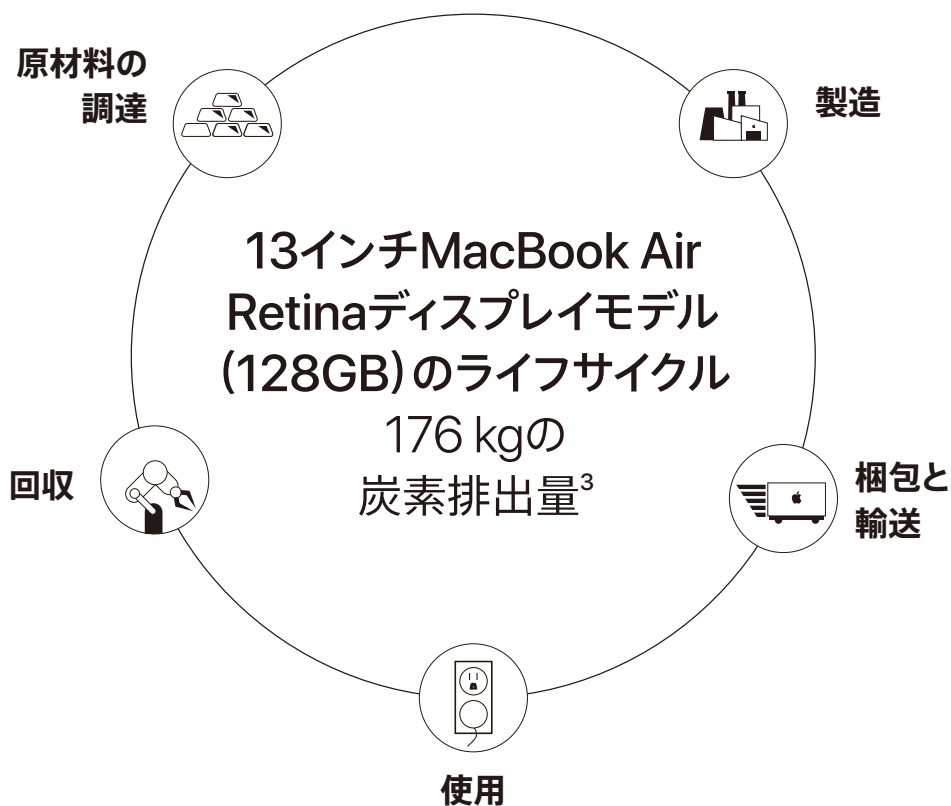 原材料の
調達
製造
13インチMacBook Air
Retinaディスプレイモデル
(128GB)のライフサイクル
176 kgの
炭素排出量³
回収
梱包と
輸送
使用